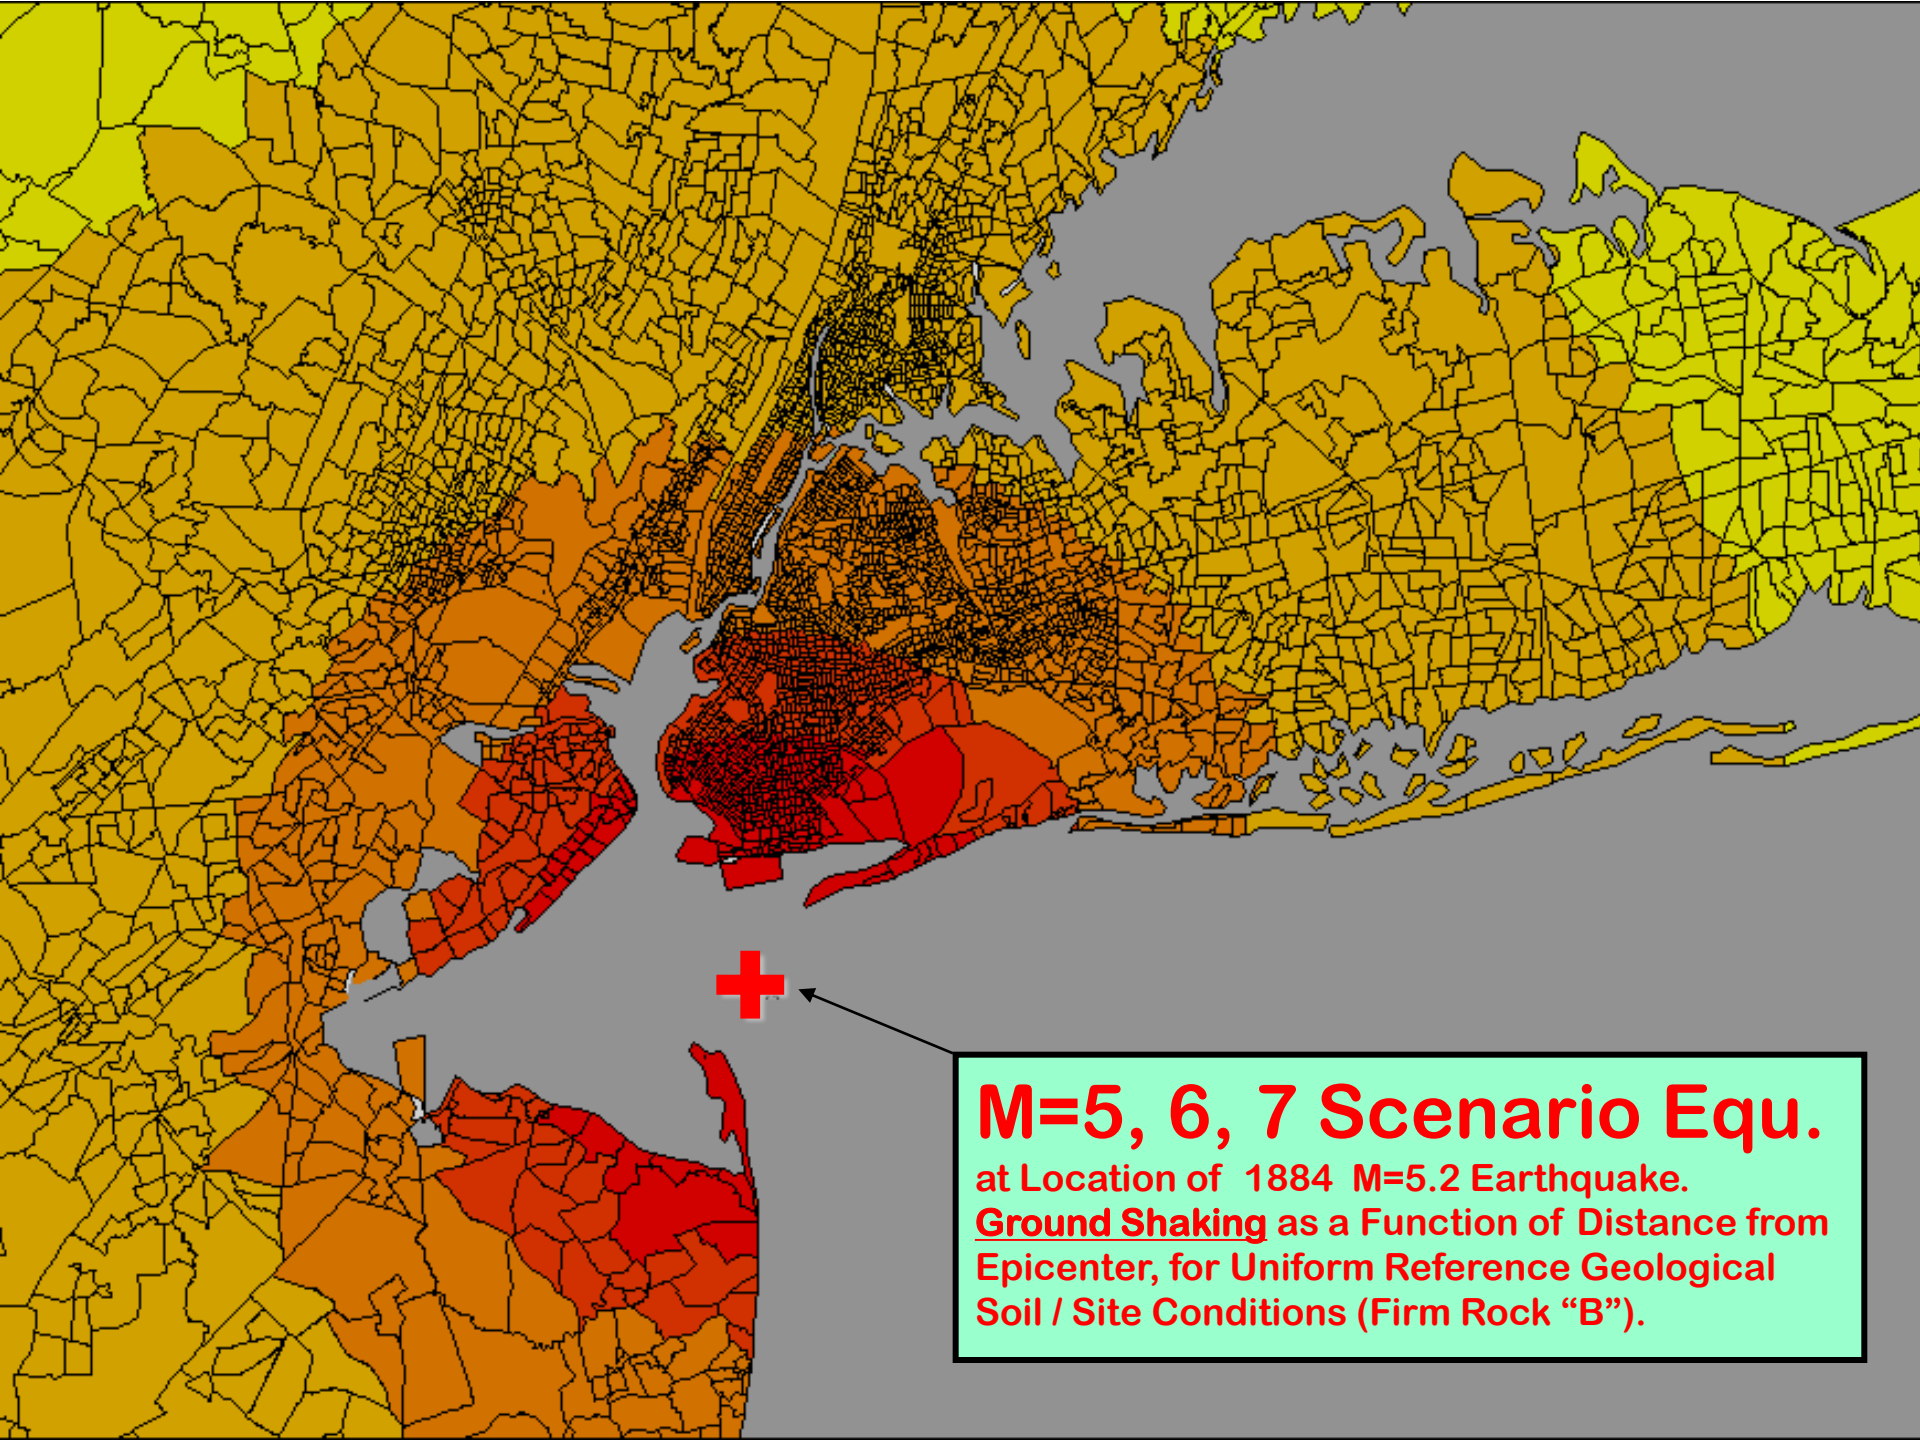 M=5, 6, 7 Scenario Equ.
at Location of 1884 M=5.2 Earthquake.
Ground Shaking as a Function of Distance from
Epicenter, for Uniform Reference Geological
Soil / Site Conditions (Firm Rock “B”).